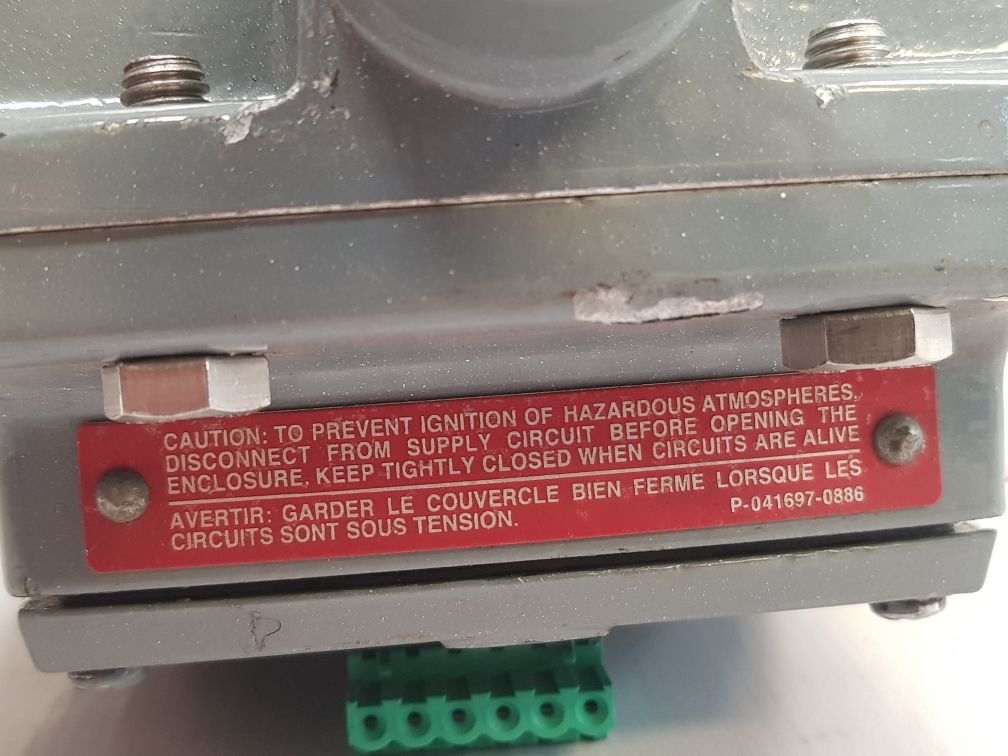 CAUTION: TO PREVENT IGNITION OF HAZARDOUS ATMOSPHERES,
DISCONNECT FROM SUPPLY CIRCUIT BEFORE OPENING THE
ENCLOSURE, KEEP TIGHTLY CLOSED WHEN CIRCUITS ARE ALIVE
AVERTIR: GARDER LE COUVERCLE BIEN FERME LORSQUE LES
CIRCUITS SONT SOUS TENSION.
P-041697-0886